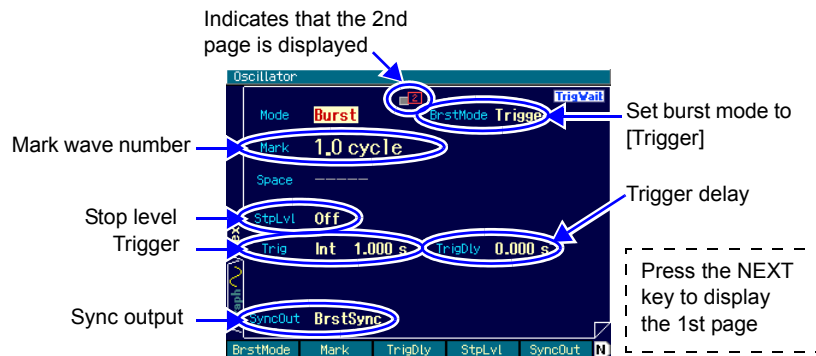 Indicates that the 2nd
page is displayed
Oscillator
2
TrigWait
Mode Burst
BrstMode Trigge
Set burst mode to
[Trigger]
Mark wave number
Mark 1.0 cycle
Space -----
Trigger delay
Stop level
StpLvl Off
Trigger
Trig Int 1.000 s
TrigDly 0.000 s
Press the NEXT
key to display
the 1st page
Sync output
SyncOut BrstSync
BrstMode Mark TrigDly StpLvl SyncOut N